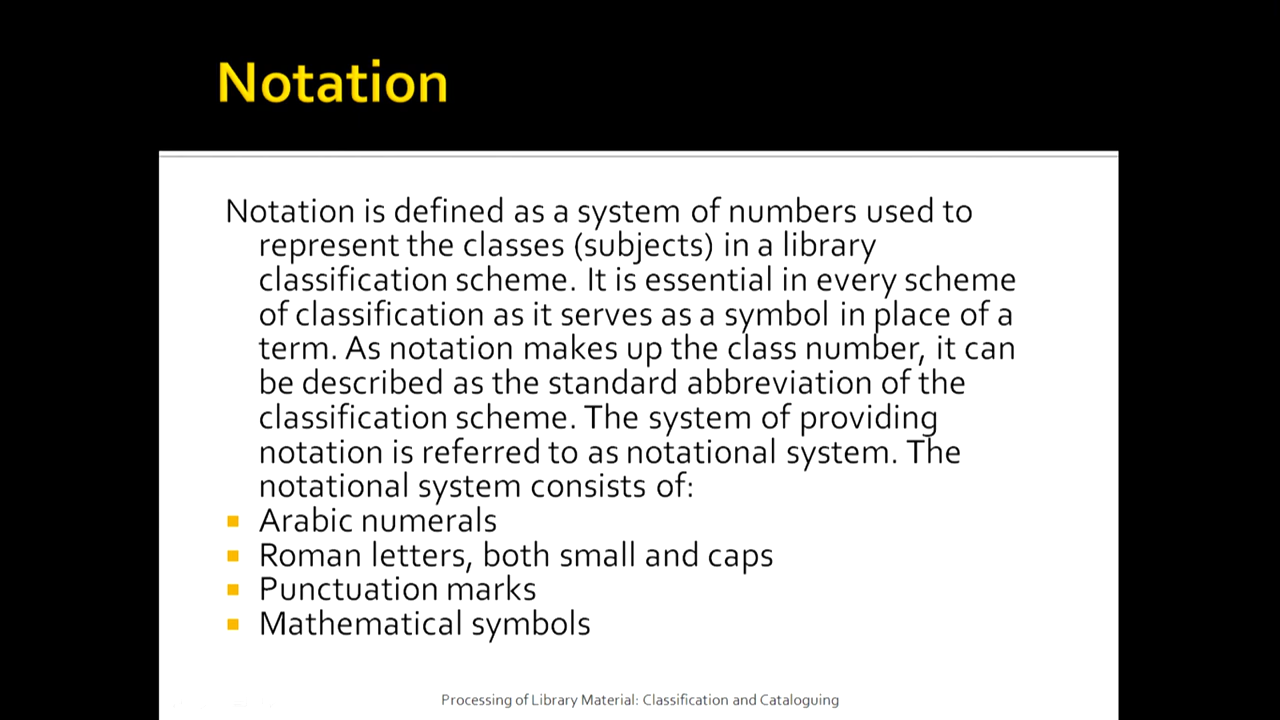 Notation
Notation is defined as a system of numbers used to
represent the classes (subjects) in a library
classification scheme. It is essential in every scheme
of classification as it serves as a symbol in place of a
term. As notation makes up the class number, it can
be described as the standard abbreviation of the
classification scheme. The system of providing
notation is referred to as notational system. The
notational system consists of:
Arabic numerals
Roman letters, both small and caps
Punctuation marks
Mathematical symbols
Processing of Library Material: Classification and Cataloguing